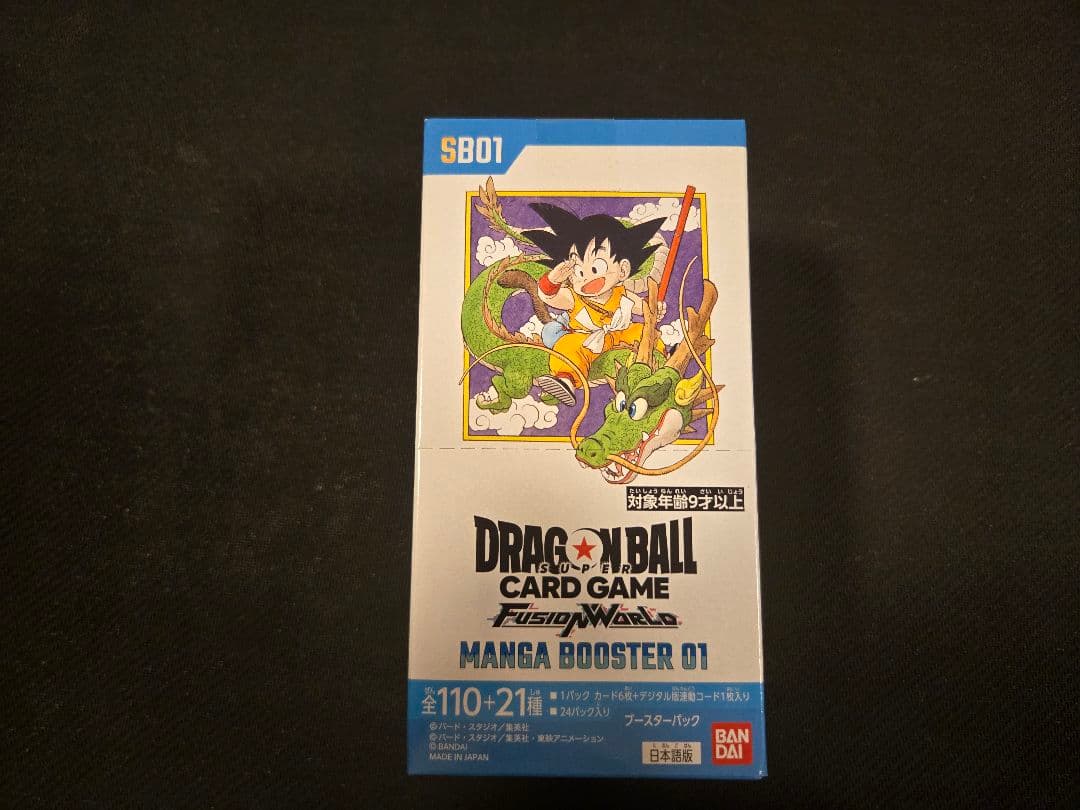 SB01
対象年齢9才以上
DRAGON BALL
SUPER
CARD GAME
FUSION WORLD
MANGA BOOSTER 01
全110+21種
■ 1パック カード6枚+デジタル版連動コード1枚入り
■ 24パック入り
ブースターパック
©バード・スタジオ/集英社
©バード・スタジオ/集英社・東映アニメーション
©BANDAI
MADE IN JAPAN
日本語版
BAN
DAI